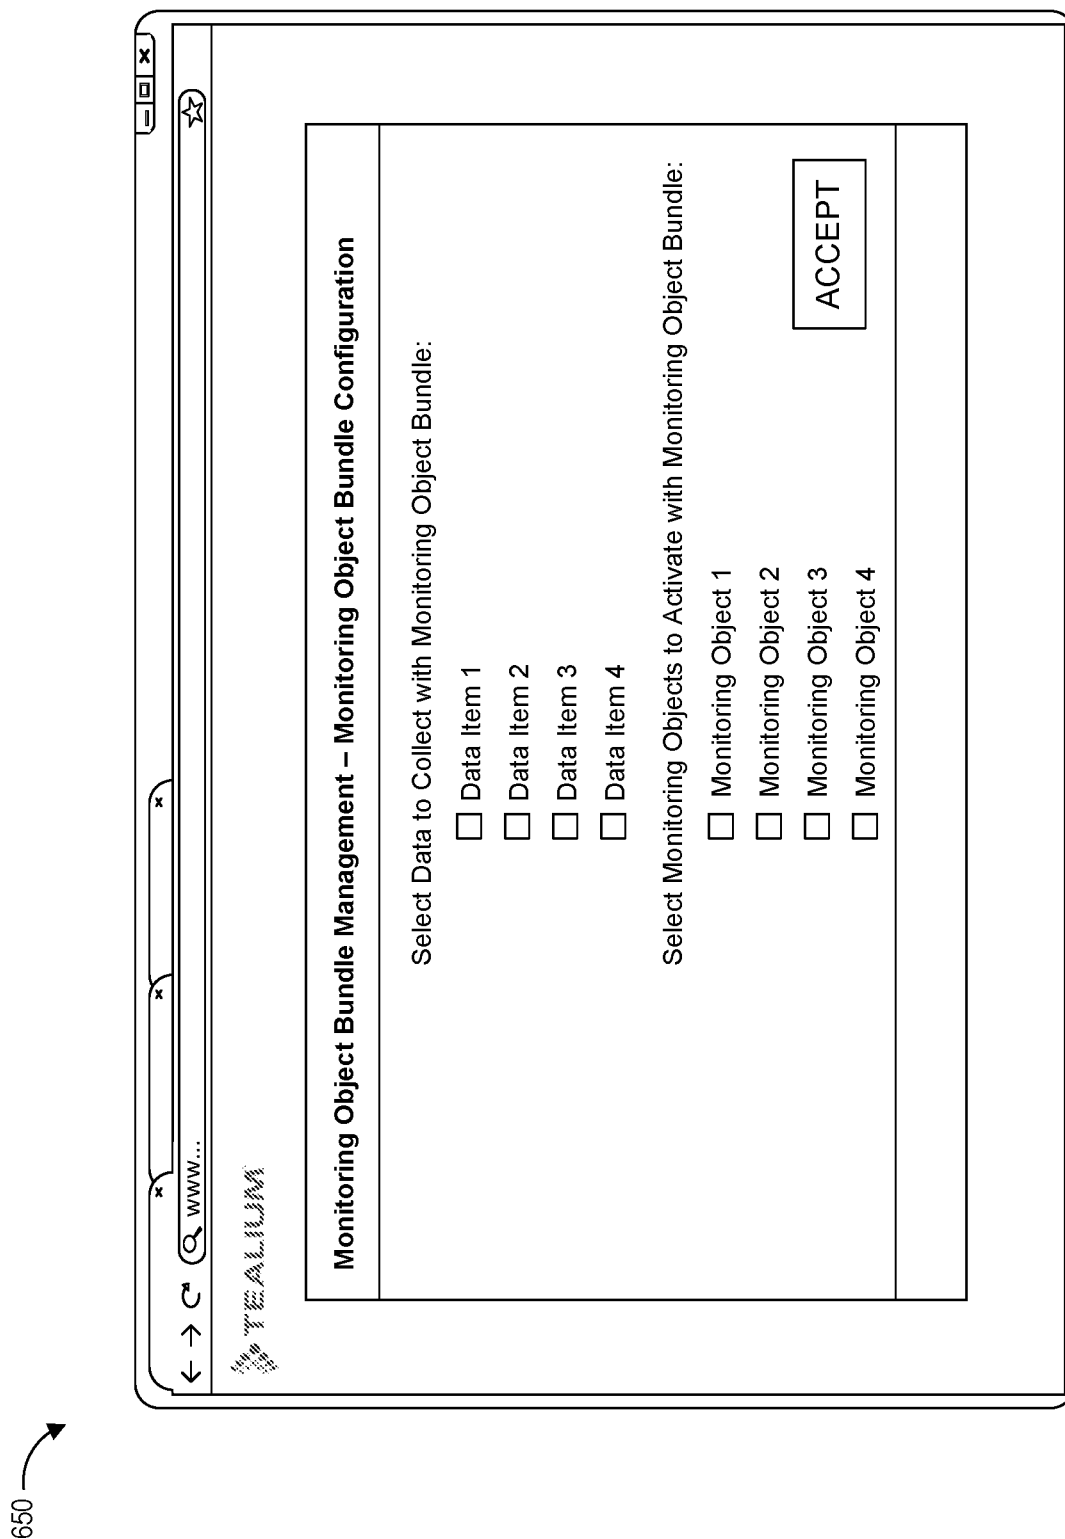 650
www...
TEALIUM
Monitoring Object Bundle Management – Monitoring Object Bundle Configuration
Select Data to Collect with Monitoring Object Bundle:
Data Item 1
Data Item 2
Data Item 3
Data Item 4
Select Monitoring Objects to Activate with Monitoring Object Bundle:
Monitoring Object 1
Monitoring Object 2
Monitoring Object 3
Monitoring Object 4
ACCEPT